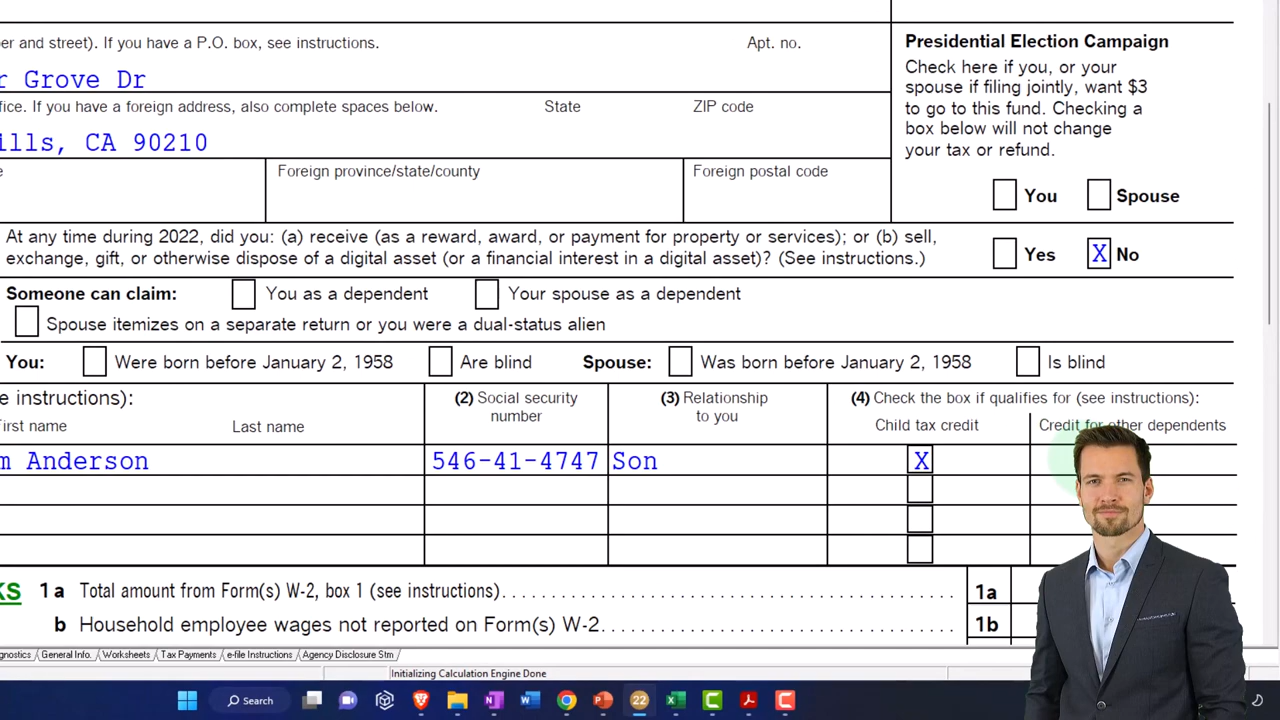 er and street). If you have a P.O. box, see instructions.
Apt. no.
Presidential Election Campaign
Check here if you, or your
spouse if filing jointly, want $3
to go to this fund. Checking a
box below will not change
your tax or refund.
You
Spouse
r Grove Dr
fice. If you have a foreign address, also complete spaces below.
State
ZIP code
ills, CA 90210
Foreign province/state/county
Foreign postal code
At any time during 2022, did you: (a) receive (as a reward, award, or payment for property or services); or (b) sell,
exchange, gift, or otherwise dispose of a digital asset (or a financial interest in a digital asset)? (See instructions.)
Yes
X No
Someone can claim:
You as a dependent
Your spouse as a dependent
Spouse itemizes on a separate return or you were a dual-status alien
You:
Were born before January 2, 1958
Are blind
Spouse:
Was born before January 2, 1958
Is blind
e instructions):
(2) Social security
number
(3) Relationship
to you
(4) Check the box if qualifies for (see instructions):
First name
Last name
Child tax credit
Credit for other dependents
m Anderson
546-41-4747
Son
X
KS
1a Total amount from Form(s) W-2, box 1 (see instructions)
1a
b Household employee wages not reported on Form(s) W-2
1b
gnostics
General Info.
Worksheets
Tax Payments
e-file Instructions
Agency Disclosure Stm
Initializing Calculation Engine Done
Search
22